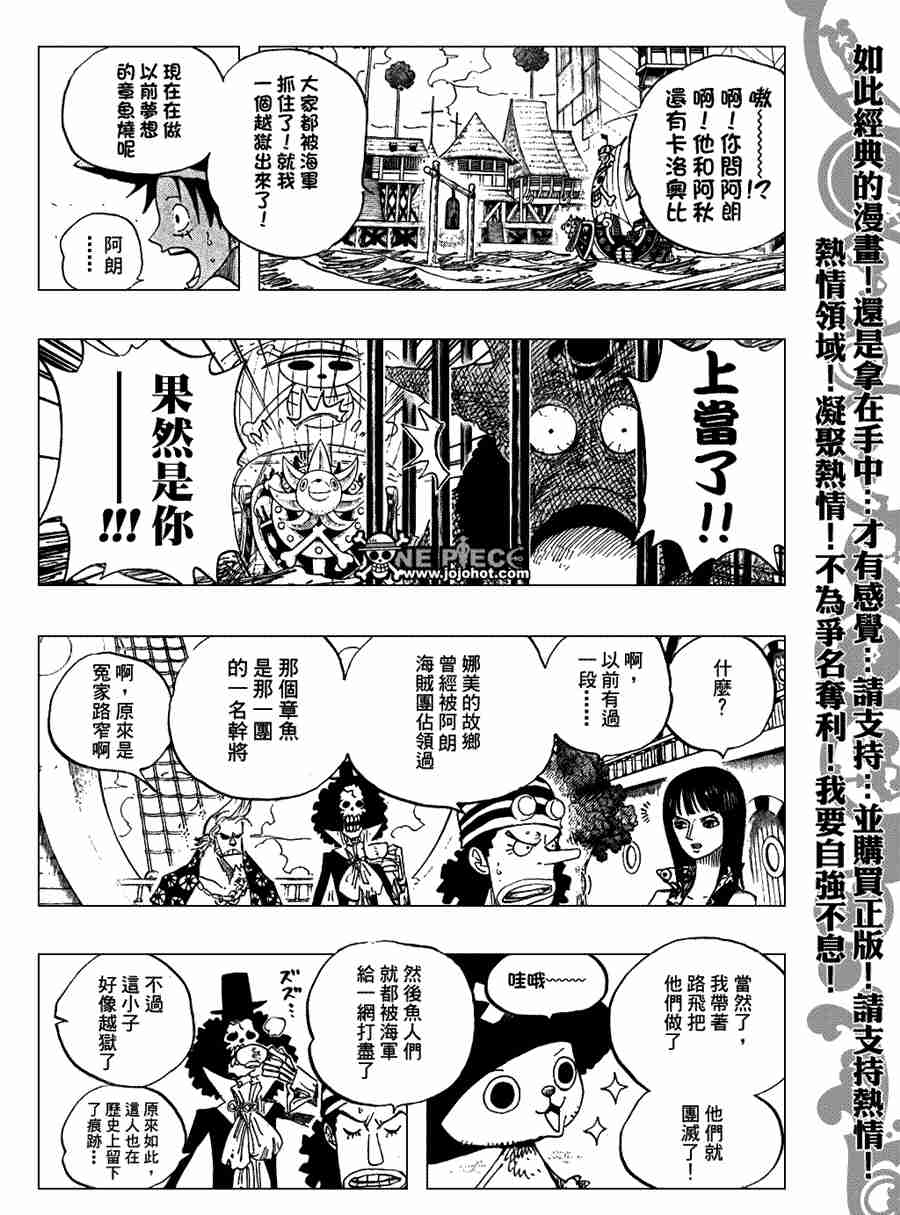 嗷~~~~~!?
啊!你問阿朗
啊!他和阿秋
還有卡洛奧比
大家都被海軍
抓住了!就我
一個越獄出來了!
現在在做
以前夢想
的章魚燒呢
阿朗
……
上當了!!
果然是你
——!!!
ONE PIECE
www.jojohot.com
什麼?
啊,
以前有過
一段……
娜美的故鄉
曾經被阿朗
海賊團佔領過
那個章魚
是那一團
的一名幹將
啊,原來是
冤家路窄啊
當然了,
我帶著
路飛把
他們做了
他們就
團滅了!
哇哦~~~~
然後魚人們
就都被海軍
給一網打盡了
ズズ…
不過
這小子
好像越獄了
原來如此,
這人也在
歷史上留下
了痕跡…
如此經典的漫畫!還是拿在手中…才有感覺…請支持…並購買正版!請支持熱情!
熱情領域!凝聚熱情!不為爭名奪利!我要自強不息!